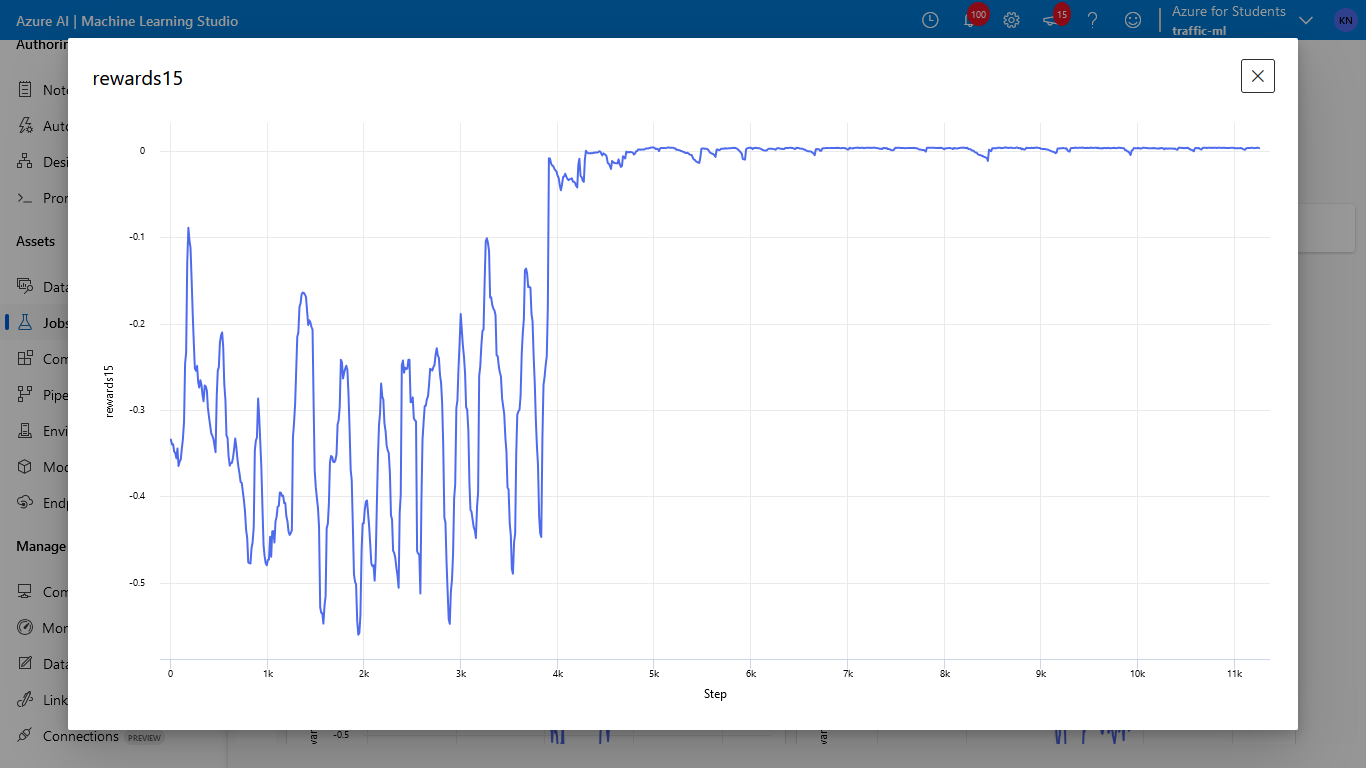 Azure AI | Machine Learning Studio
100
15
Azure for Students
traffic-ml
KN
Authorin
Note
Auto
Desi
Pror
Assets
Data
Jobs
Com
Pipe
Envi
Mod
Endp
Manage
Com
Mor
Data
Link
Connections PREVIEW
rewards15
0
-0.1
-0.2
-0.3
-0.4
-0.5
rewards15
0 1k 2k 3k 4k 5k 6k 7k 8k 9k 10k 11k
Step
-0.5